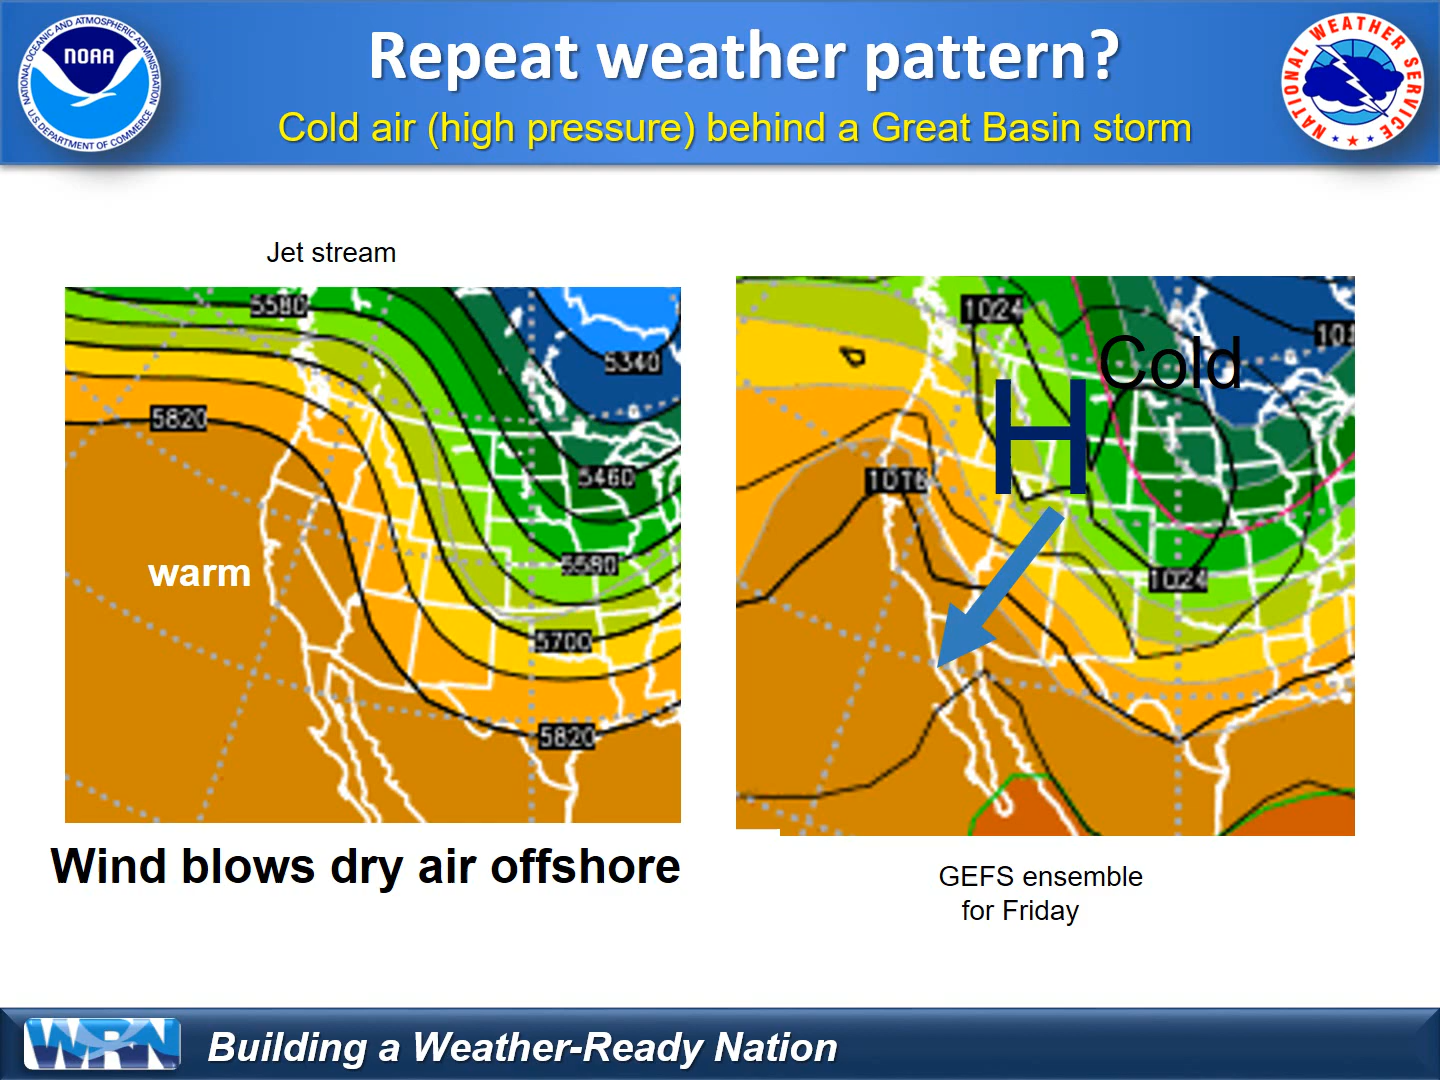 NATIONAL OCEANIC AND ATMOSPHERIC ADMINISTRATION
NOAA
U.S. DEPARTMENT OF COMMERCE
Repeat weather pattern?
Cold air (high pressure) behind a Great Basin storm
NATIONAL WEATHER SERVICE
Jet stream
5580
5340
5820
5460
warm
5580
5700
5820
1024
Cold
H
1016
1024
Wind blows dry air offshore
GEFS ensemble
for Friday
WRN
Building a Weather-Ready Nation